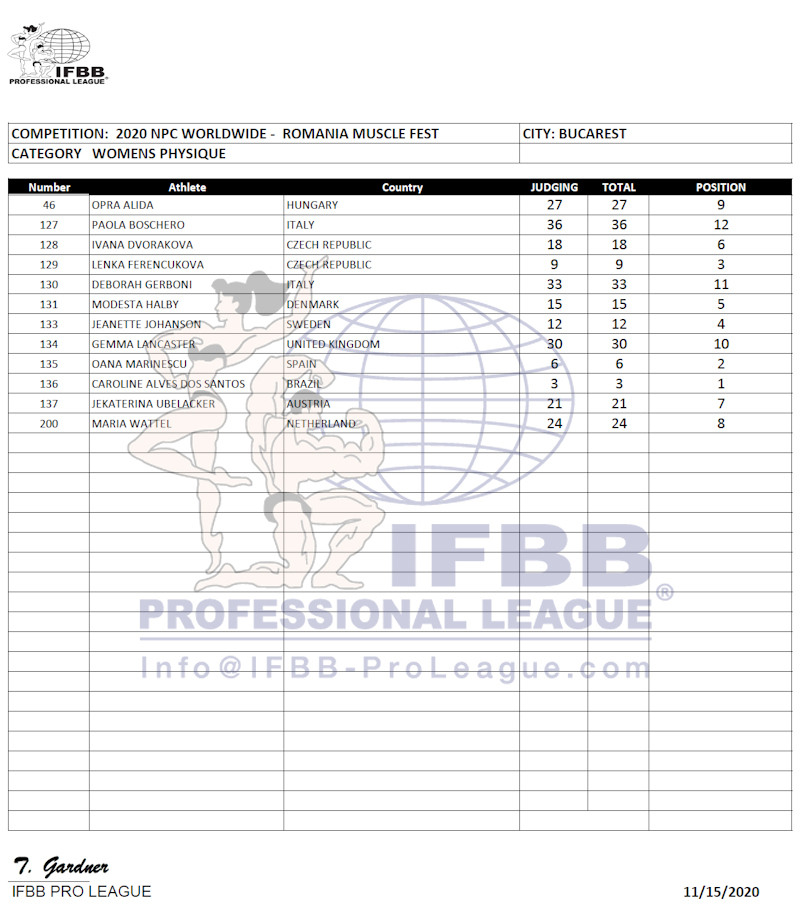 IFBB
PROFESSIONAL LEAGUE®
COMPETITION: 2020 NPC WORLDWIDE - ROMANIA MUSCLE FEST CITY: BUCAREST
CATEGORY WOMENS PHYSIQUE
Number Athlete Country JUDGING TOTAL POSITION
46 OPRA ALIDA HUNGARY 27 27 9
127 PAOLA BOSCHERO ITALY 36 36 12
128 IVANA DVORAKOVA CZECH REPUBLIC 18 18 6
129 LENKA FERENCUKOVA CZECH REPUBLIC 9 9 3
130 DEBORAH GERBONI ITALY 33 33 11
131 MODESTA HALBY DENMARK 15 15 5
133 JEANETTE JOHANSON SWEDEN 12 12 4
134 GEMMA LANCASTER UNITED KINGDOM 30 30 10
135 OANA MARINESCU SPAIN 6 6 2
136 CAROLINE ALVES DOS SANTOS BRAZIL 3 3 1
137 JEKATERINA UBELACKER AUSTRIA 21 21 7
200 MARIA WATTEL NETHERLAND 24 24 8
IFBB
PROFESSIONAL LEAGUE®
Info@IFBB-ProLeague.com
T. Gardner
IFBB PRO LEAGUE 11/15/2020